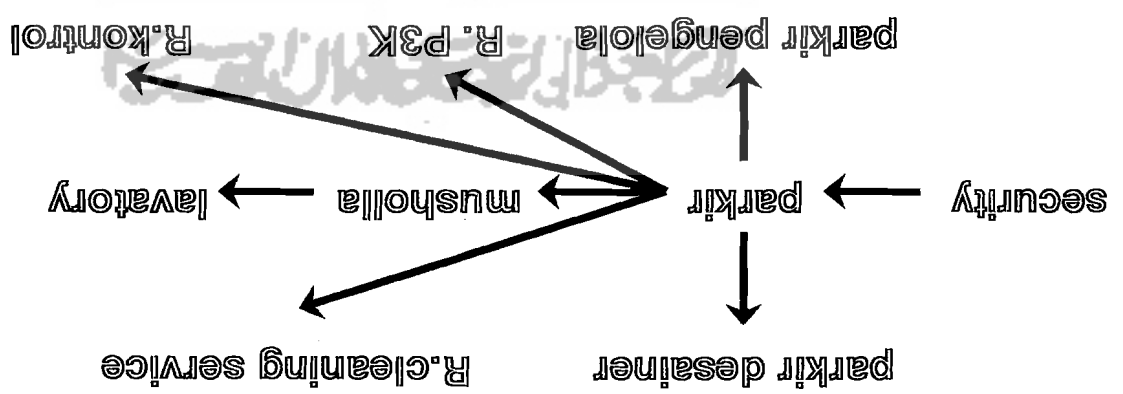 parkir desainer
R.cleaning service
security
parkir
musholla
lavatory
parkir pengelola
R. P3K
R.kontrol